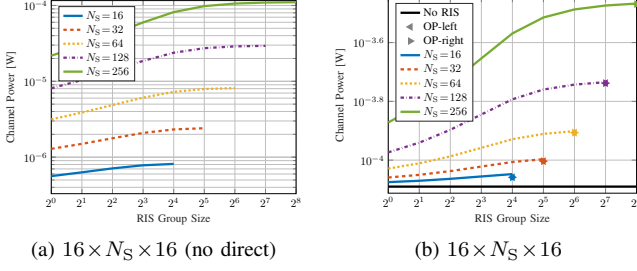 10^-4
10^-5
10^-6
Channel Power [W]
N_S = 16
N_S = 32
N_S = 64
N_S = 128
N_S = 256
2^0 2^1 2^2 2^3 2^4 2^5 2^6 2^7 2^8
RIS Group Size
(a) 16 × N_S × 16 (no direct)
10^-3.6
10^-3.8
10^-4
Channel Power [W]
No RIS
OP-left
OP-right
N_S = 16
N_S = 32
N_S = 64
N_S = 128
N_S = 256
2^0 2^1 2^2 2^3 2^4 2^5 2^6 2^7
RIS Group Size
(b) 16 × N_S × 16